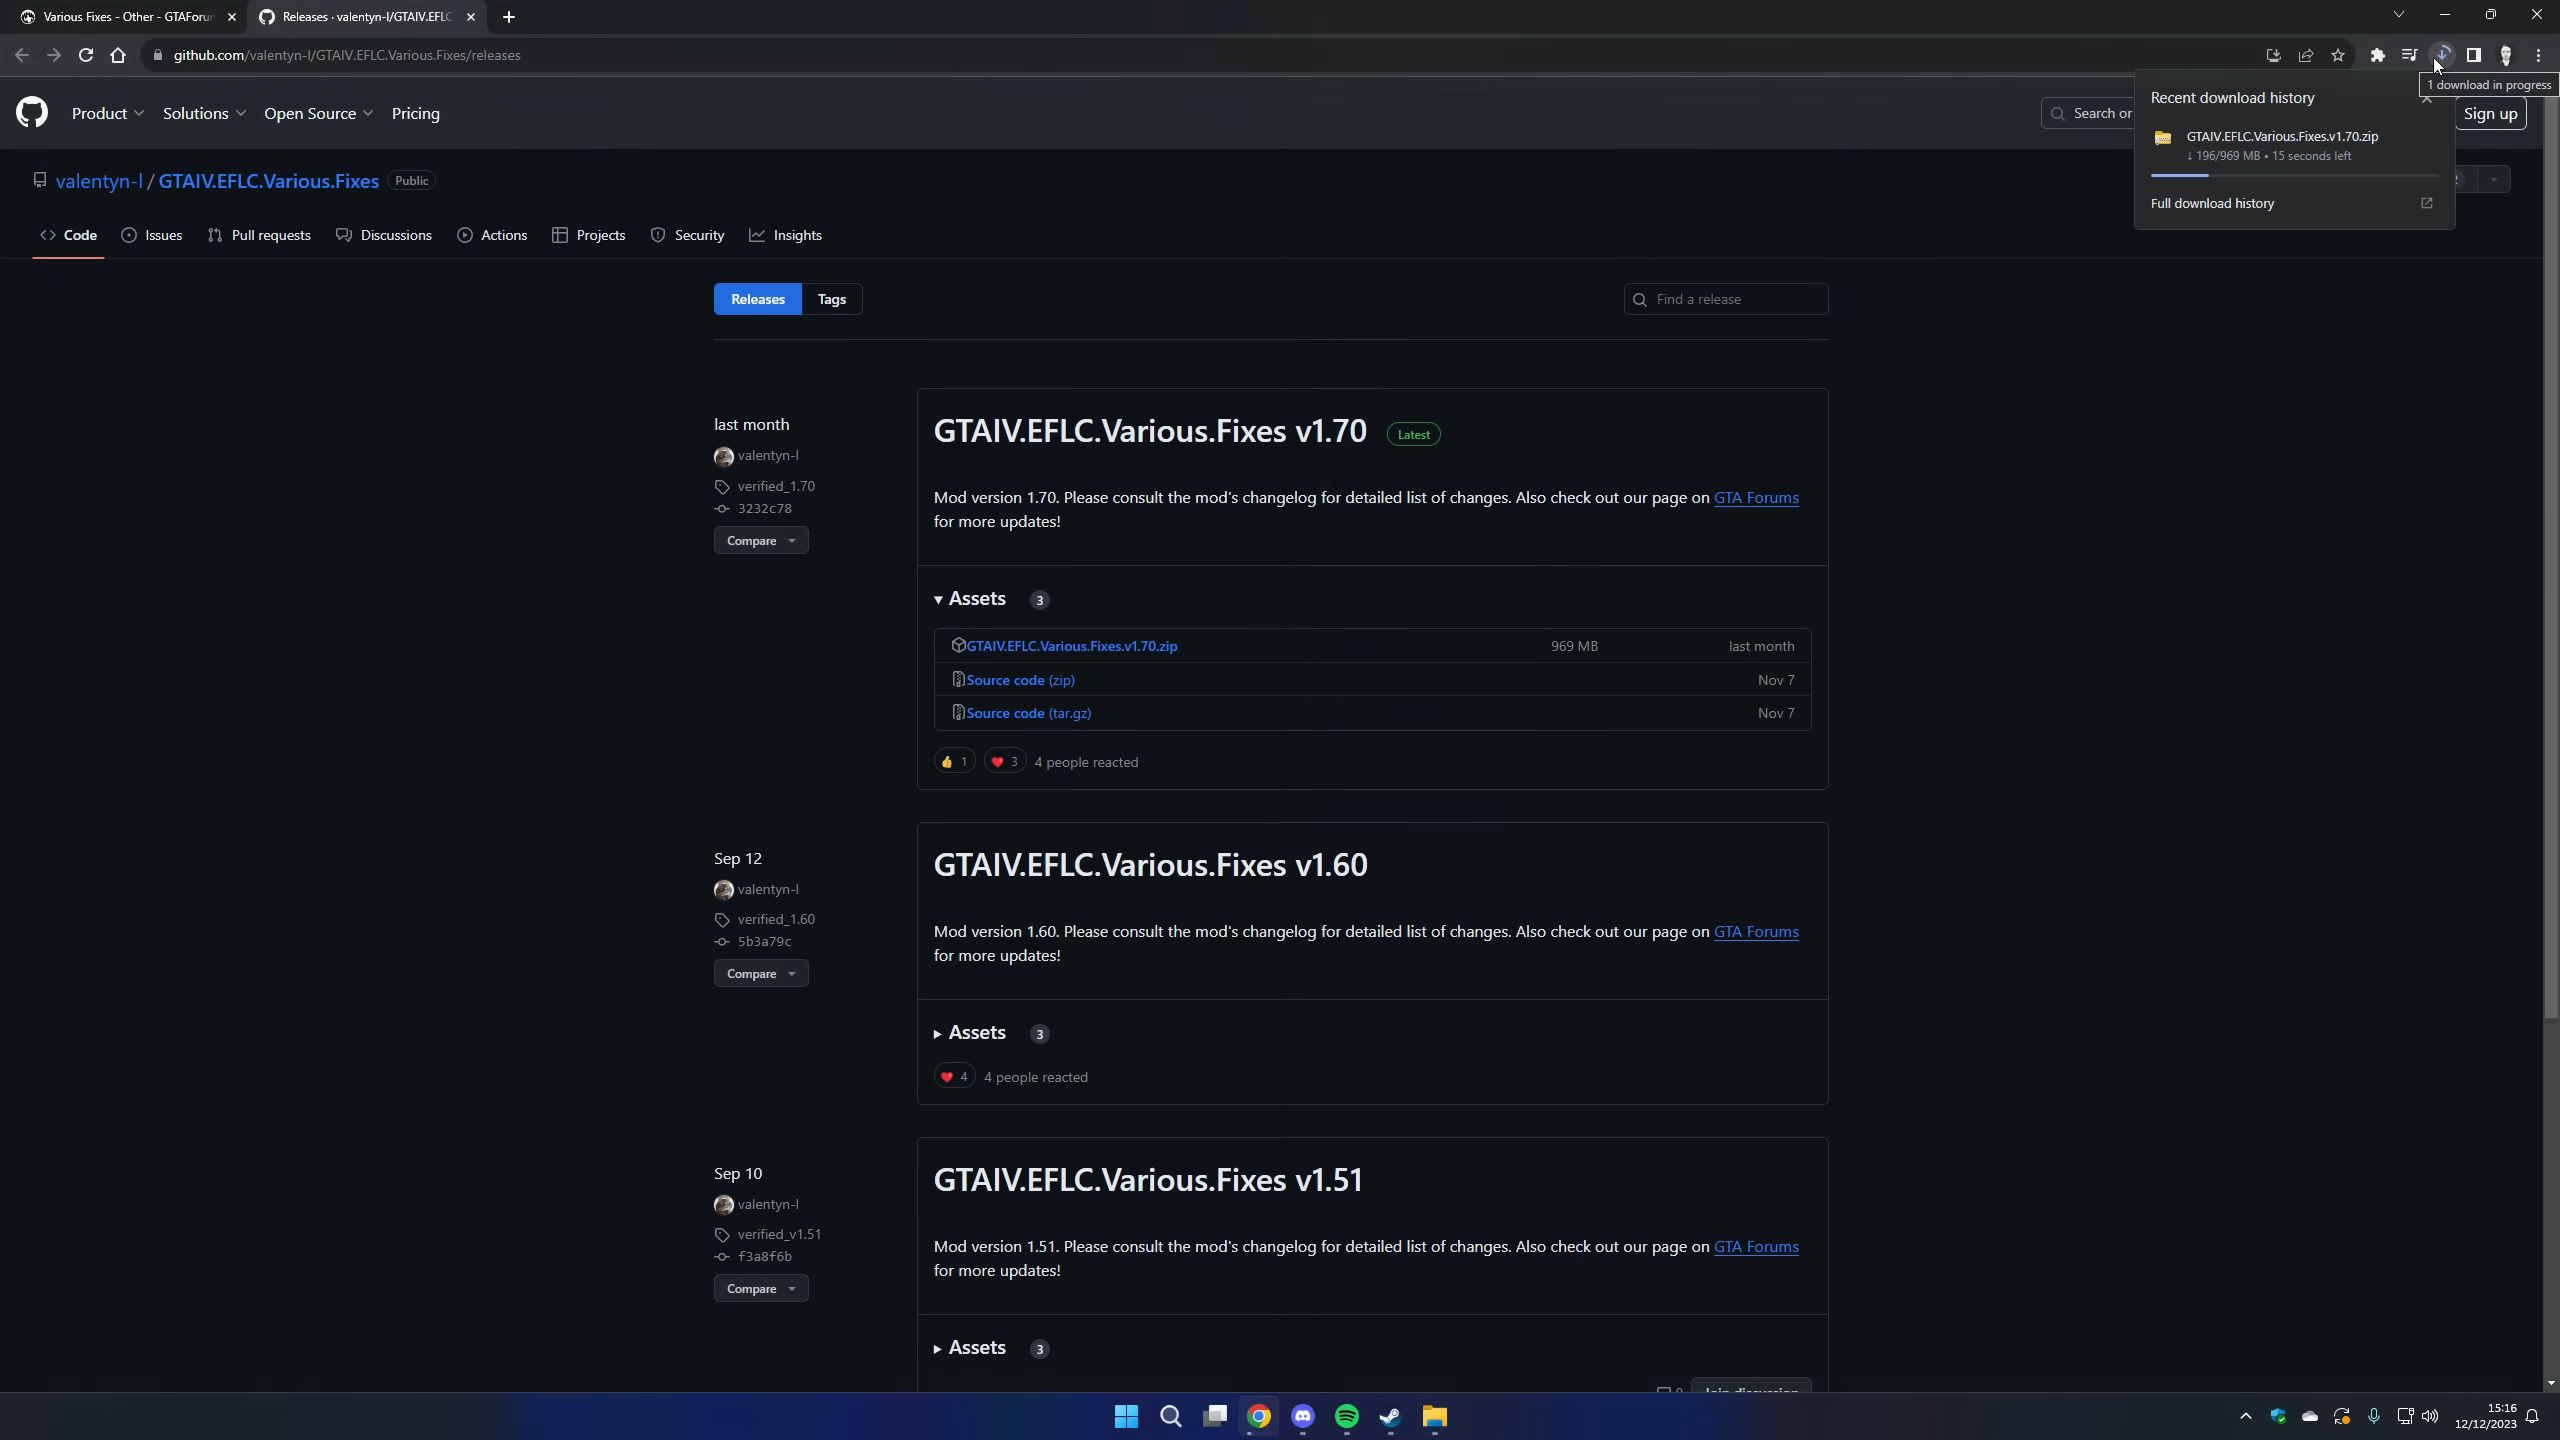 Various Fixes - Other - GTAForu
Releases · valentyn-l/GTAIV.EFLC
github.com/valentyn-l/GTAIV.EFLC.Various.Fixes/releases
1 download in progress
Product
Solutions
Open Source
Pricing
Search or
Sign up
Recent download history
GTAIV.EFLC.Various.Fixes.v1.70.zip
↓ 196/969 MB • 15 seconds left
Full download history
valentyn-l / GTAIV.EFLC.Various.Fixes Public
Code
Issues
Pull requests
Discussions
Actions
Projects
Security
Insights
Releases
Tags
Find a release
last month
valentyn-l
verified_1.70
3232c78
Compare
GTAIV.EFLC.Various.Fixes v1.70 Latest
Mod version 1.70. Please consult the mod's changelog for detailed list of changes. Also check out our page on GTA Forums
for more updates!
Assets 3
GTAIV.EFLC.Various.Fixes.v1.70.zip 969 MB last month
Source code (zip) Nov 7
Source code (tar.gz) Nov 7
1 3 4 people reacted
Sep 12
valentyn-l
verified_1.60
5b3a79c
Compare
GTAIV.EFLC.Various.Fixes v1.60
Mod version 1.60. Please consult the mod's changelog for detailed list of changes. Also check out our page on GTA Forums
for more updates!
Assets 3
4 4 people reacted
Sep 10
valentyn-l
verified_v1.51
f3a8f6b
Compare
GTAIV.EFLC.Various.Fixes v1.51
Mod version 1.51. Please consult the mod's changelog for detailed list of changes. Also check out our page on GTA Forums
for more updates!
Assets 3
Join discussion
15:16
12/12/2023